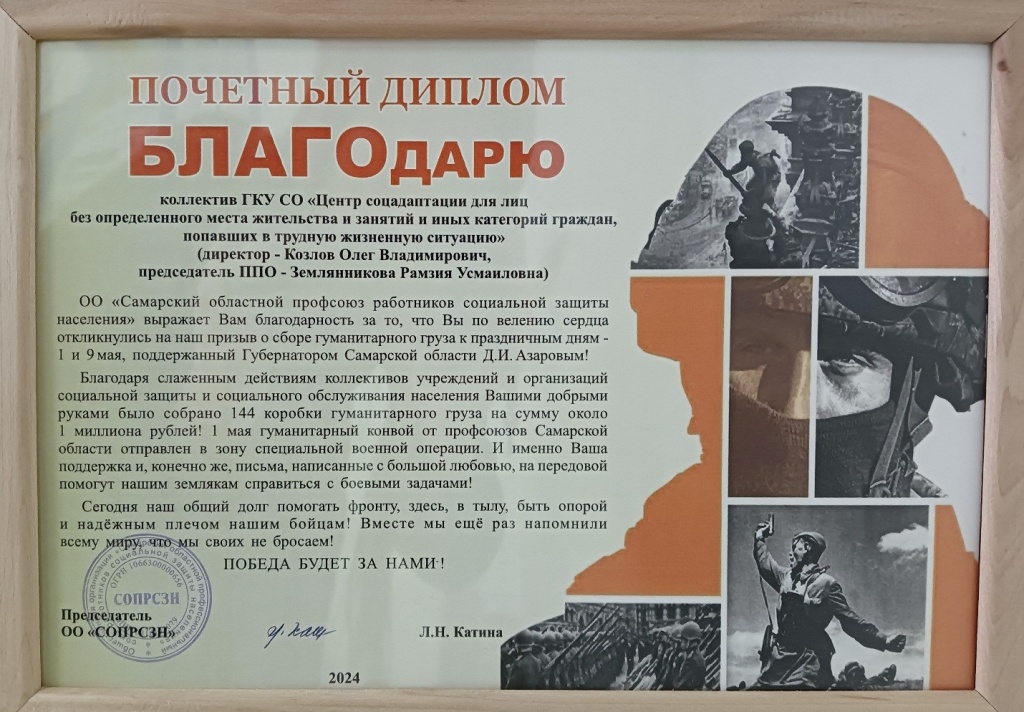 ПОЧЕТНЫЙ ДИПЛОМ
БЛАГОДАРЮ
коллектив ГКУ СО «Центр соцадаптации для лиц
без определенного места жительства и занятий и иных категорий граждан,
попавших в трудную жизненную ситуацию»
(директор - Козлов Олег Владимирович,
председатель ППО - Землянникова Рамзия Усмаиловна)
ОО «Самарский областной профсоюз работников социальной защиты
населения» выражает Вам благодарность за то, что Вы по велению сердца
откликнулись на наш призыв о сборе гуманитарного груза к праздничным дням -
1 и 9 мая, поддержанный Губернатором Самарской области Д.И. Азаровым!
Благодаря слаженным действиям коллективов учреждений и организаций
социальной защиты и социального обслуживания населения Вашими добрыми
руками было собрано 144 коробки гуманитарного груза на сумму около
1 миллиона рублей! 1 мая гуманитарный конвой от профсоюзов Самарской
области отправлен в зону специальной военной операции. И именно Ваша
поддержка и, конечно же, письма, написанные с большой любовью, на передовой
помогут нашим землякам справиться с боевыми задачами!
Сегодня наш общий долг помогать фронту, здесь, в тылу, быть опорой
и надёжным плечом нашим бойцам! Вместе мы ещё раз напомнили
всему миру, что мы своих не бросаем!
ПОБЕДА БУДЕТ ЗА НАМИ!
ОГРН 1066300000556
СОПРСЗН
Председатель
ОО «СОПРСЗН»
Л.Н. Катина
2024